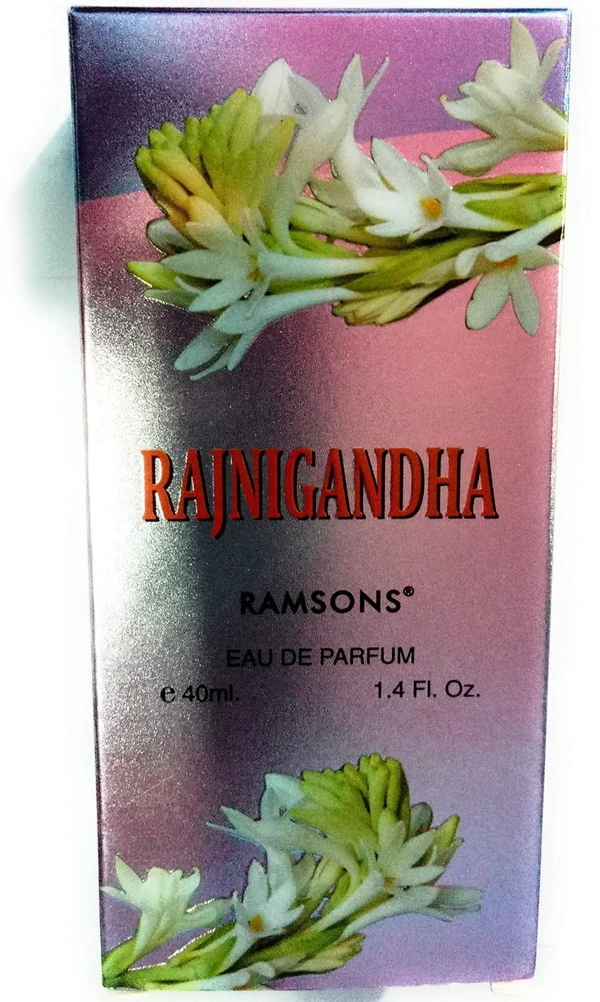 RAJNIGANDHA
RAMSONS®
EAU DE PARFUM
℮ 40ml. 1.4 Fl. Oz.